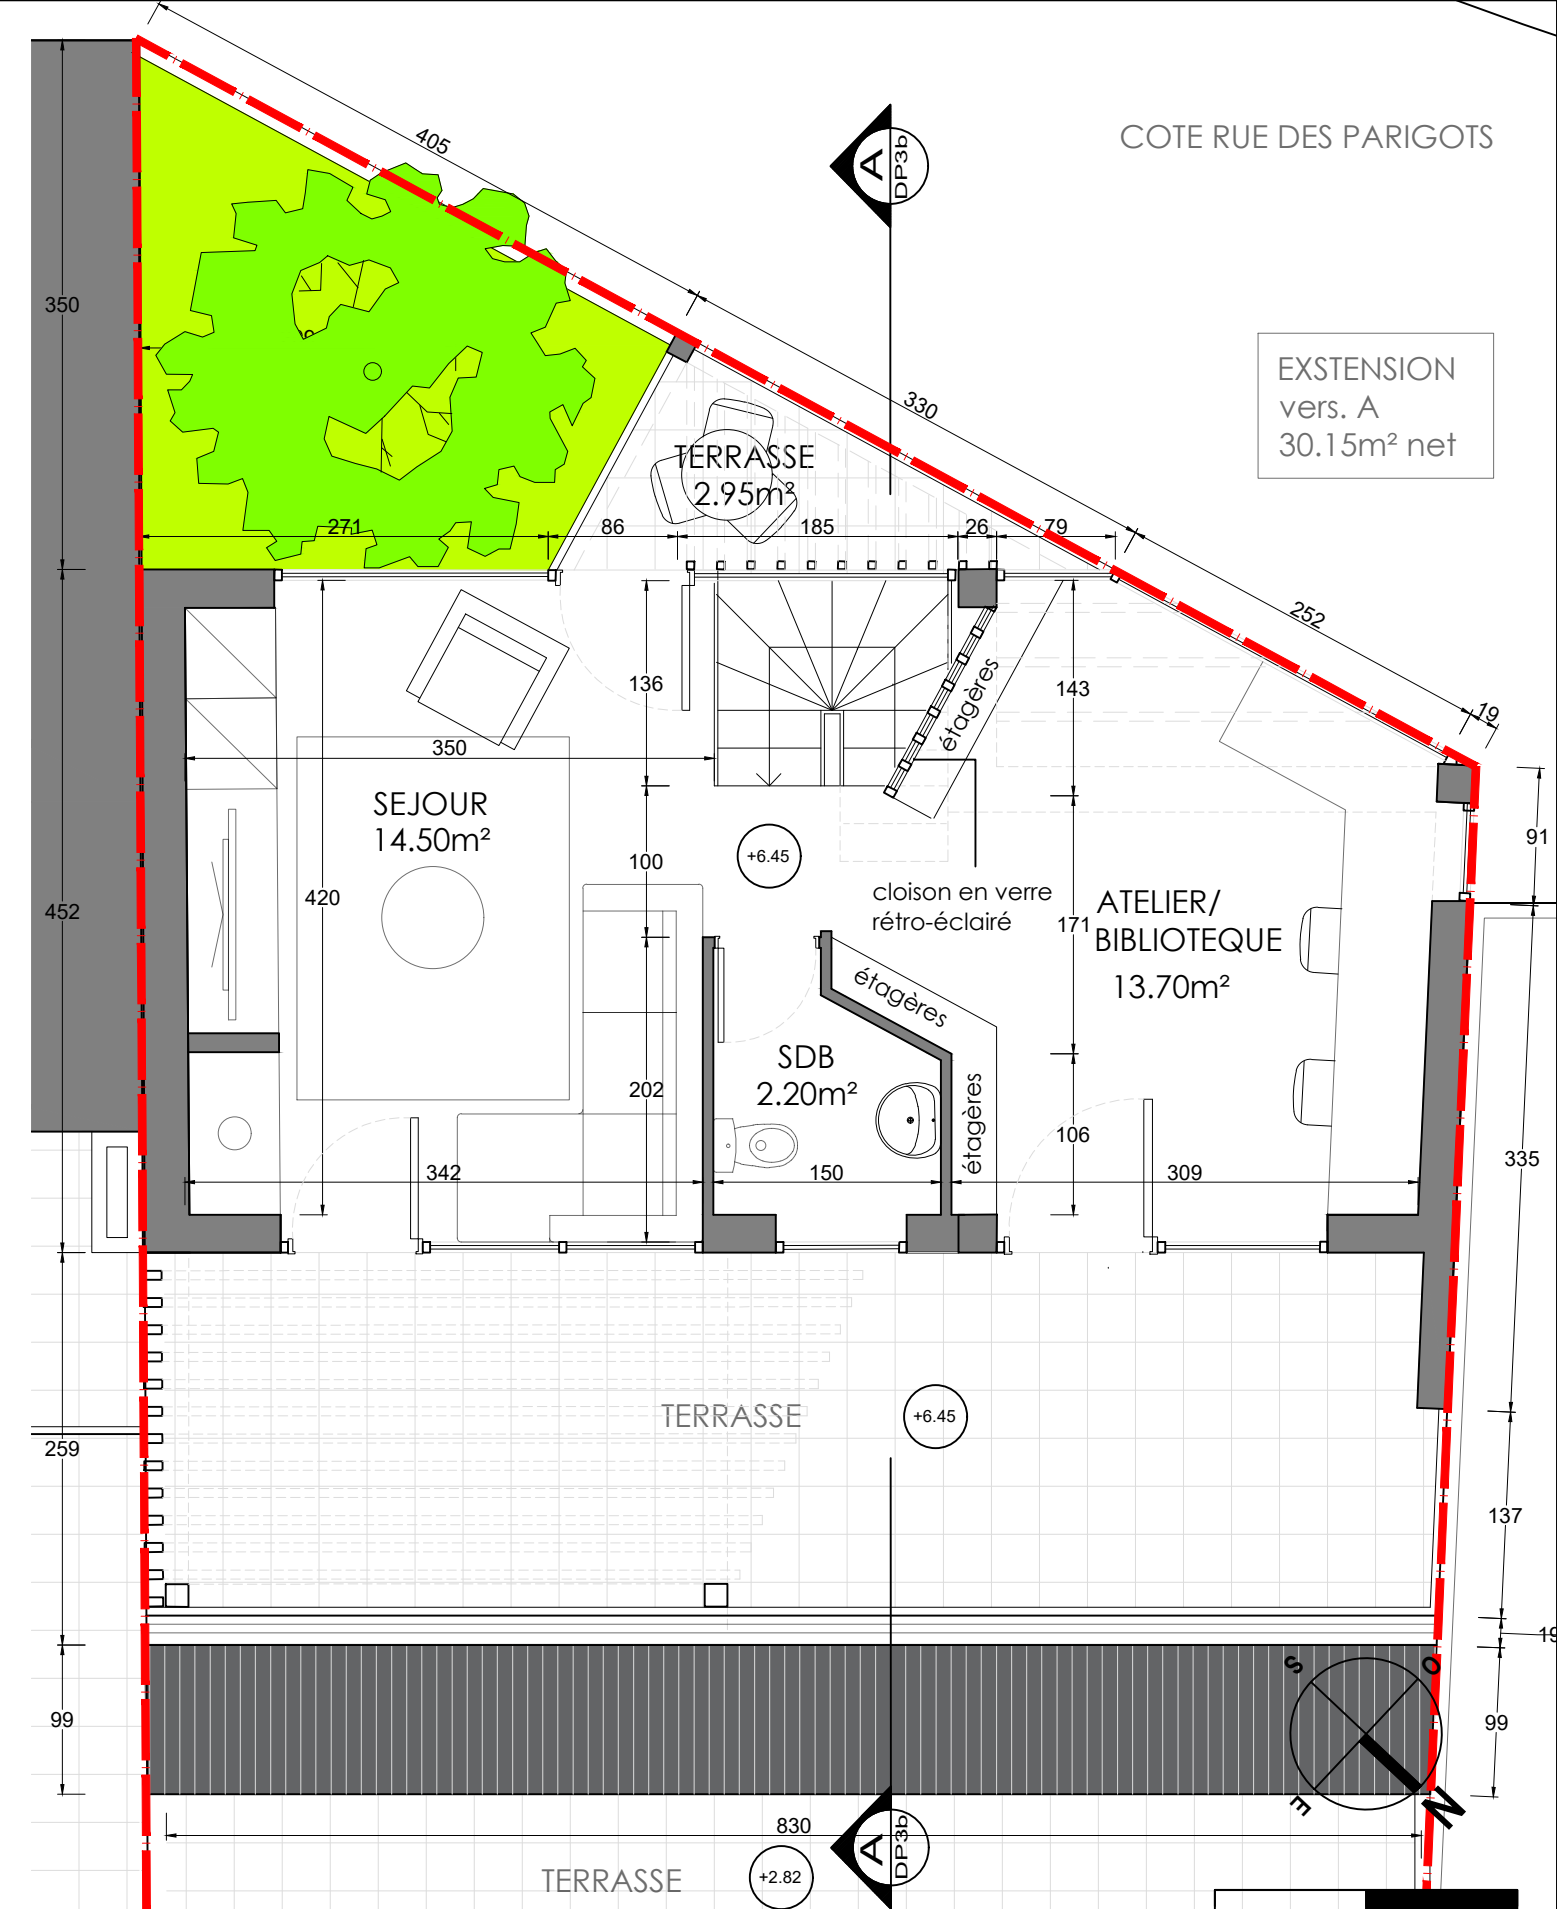 405
A
DP3b
COTE RUE DES PARIGOTS
350
EXSTENSION
vers. A
30.15m² net
330
TERRASSE
2.95m²
271
86
185
26
79
252
19
136
étagères
143
350
SEJOUR
14.50m²
+6.45
100
91
420
cloison en verre
rétro-éclairé
ATELIER/
BIBLIOTEQUE
13.70m²
171
452
étagères
SDB
2.20m²
202
étagères
106
342
150
309
335
TERRASSE
+6.45
259
137
19
S
O
99
99
E
N
830
A
DP3b
TERRASSE
+2.82